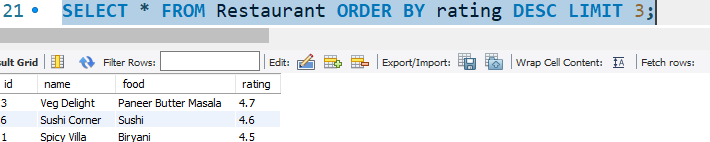 21 SELECT * FROM Restaurant ORDER BY rating DESC LIMIT 3;
sult Grid Filter Rows: Edit: Export/Import: Wrap Cell Content: Fetch rows:
id name food rating
3 Veg Delight Paneer Butter Masala 4.7
6 Sushi Corner Sushi 4.6
1 Spicy Villa Biryani 4.5